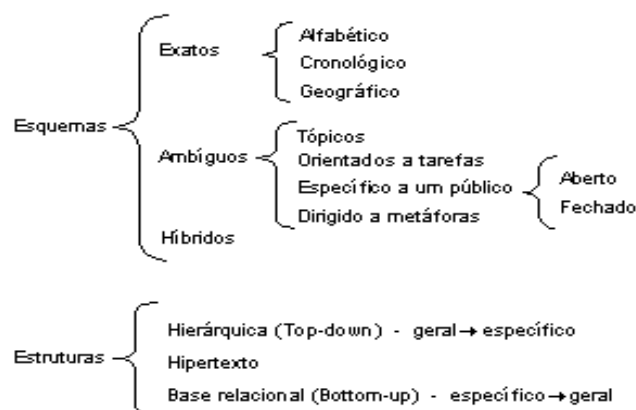 Esquemas
Exatos
Alfabético
Cronológico
Geográfico
Ambíguos
Tópicos
Orientados a tarefas
Específico a um público
Aberto
Fechado
Dirigido a metáforas
Híbridos
Estruturas
Hierárquica (Top-down) - geral → específico
Hipertexto
Base relacional (Bottom-up) - específico → geral